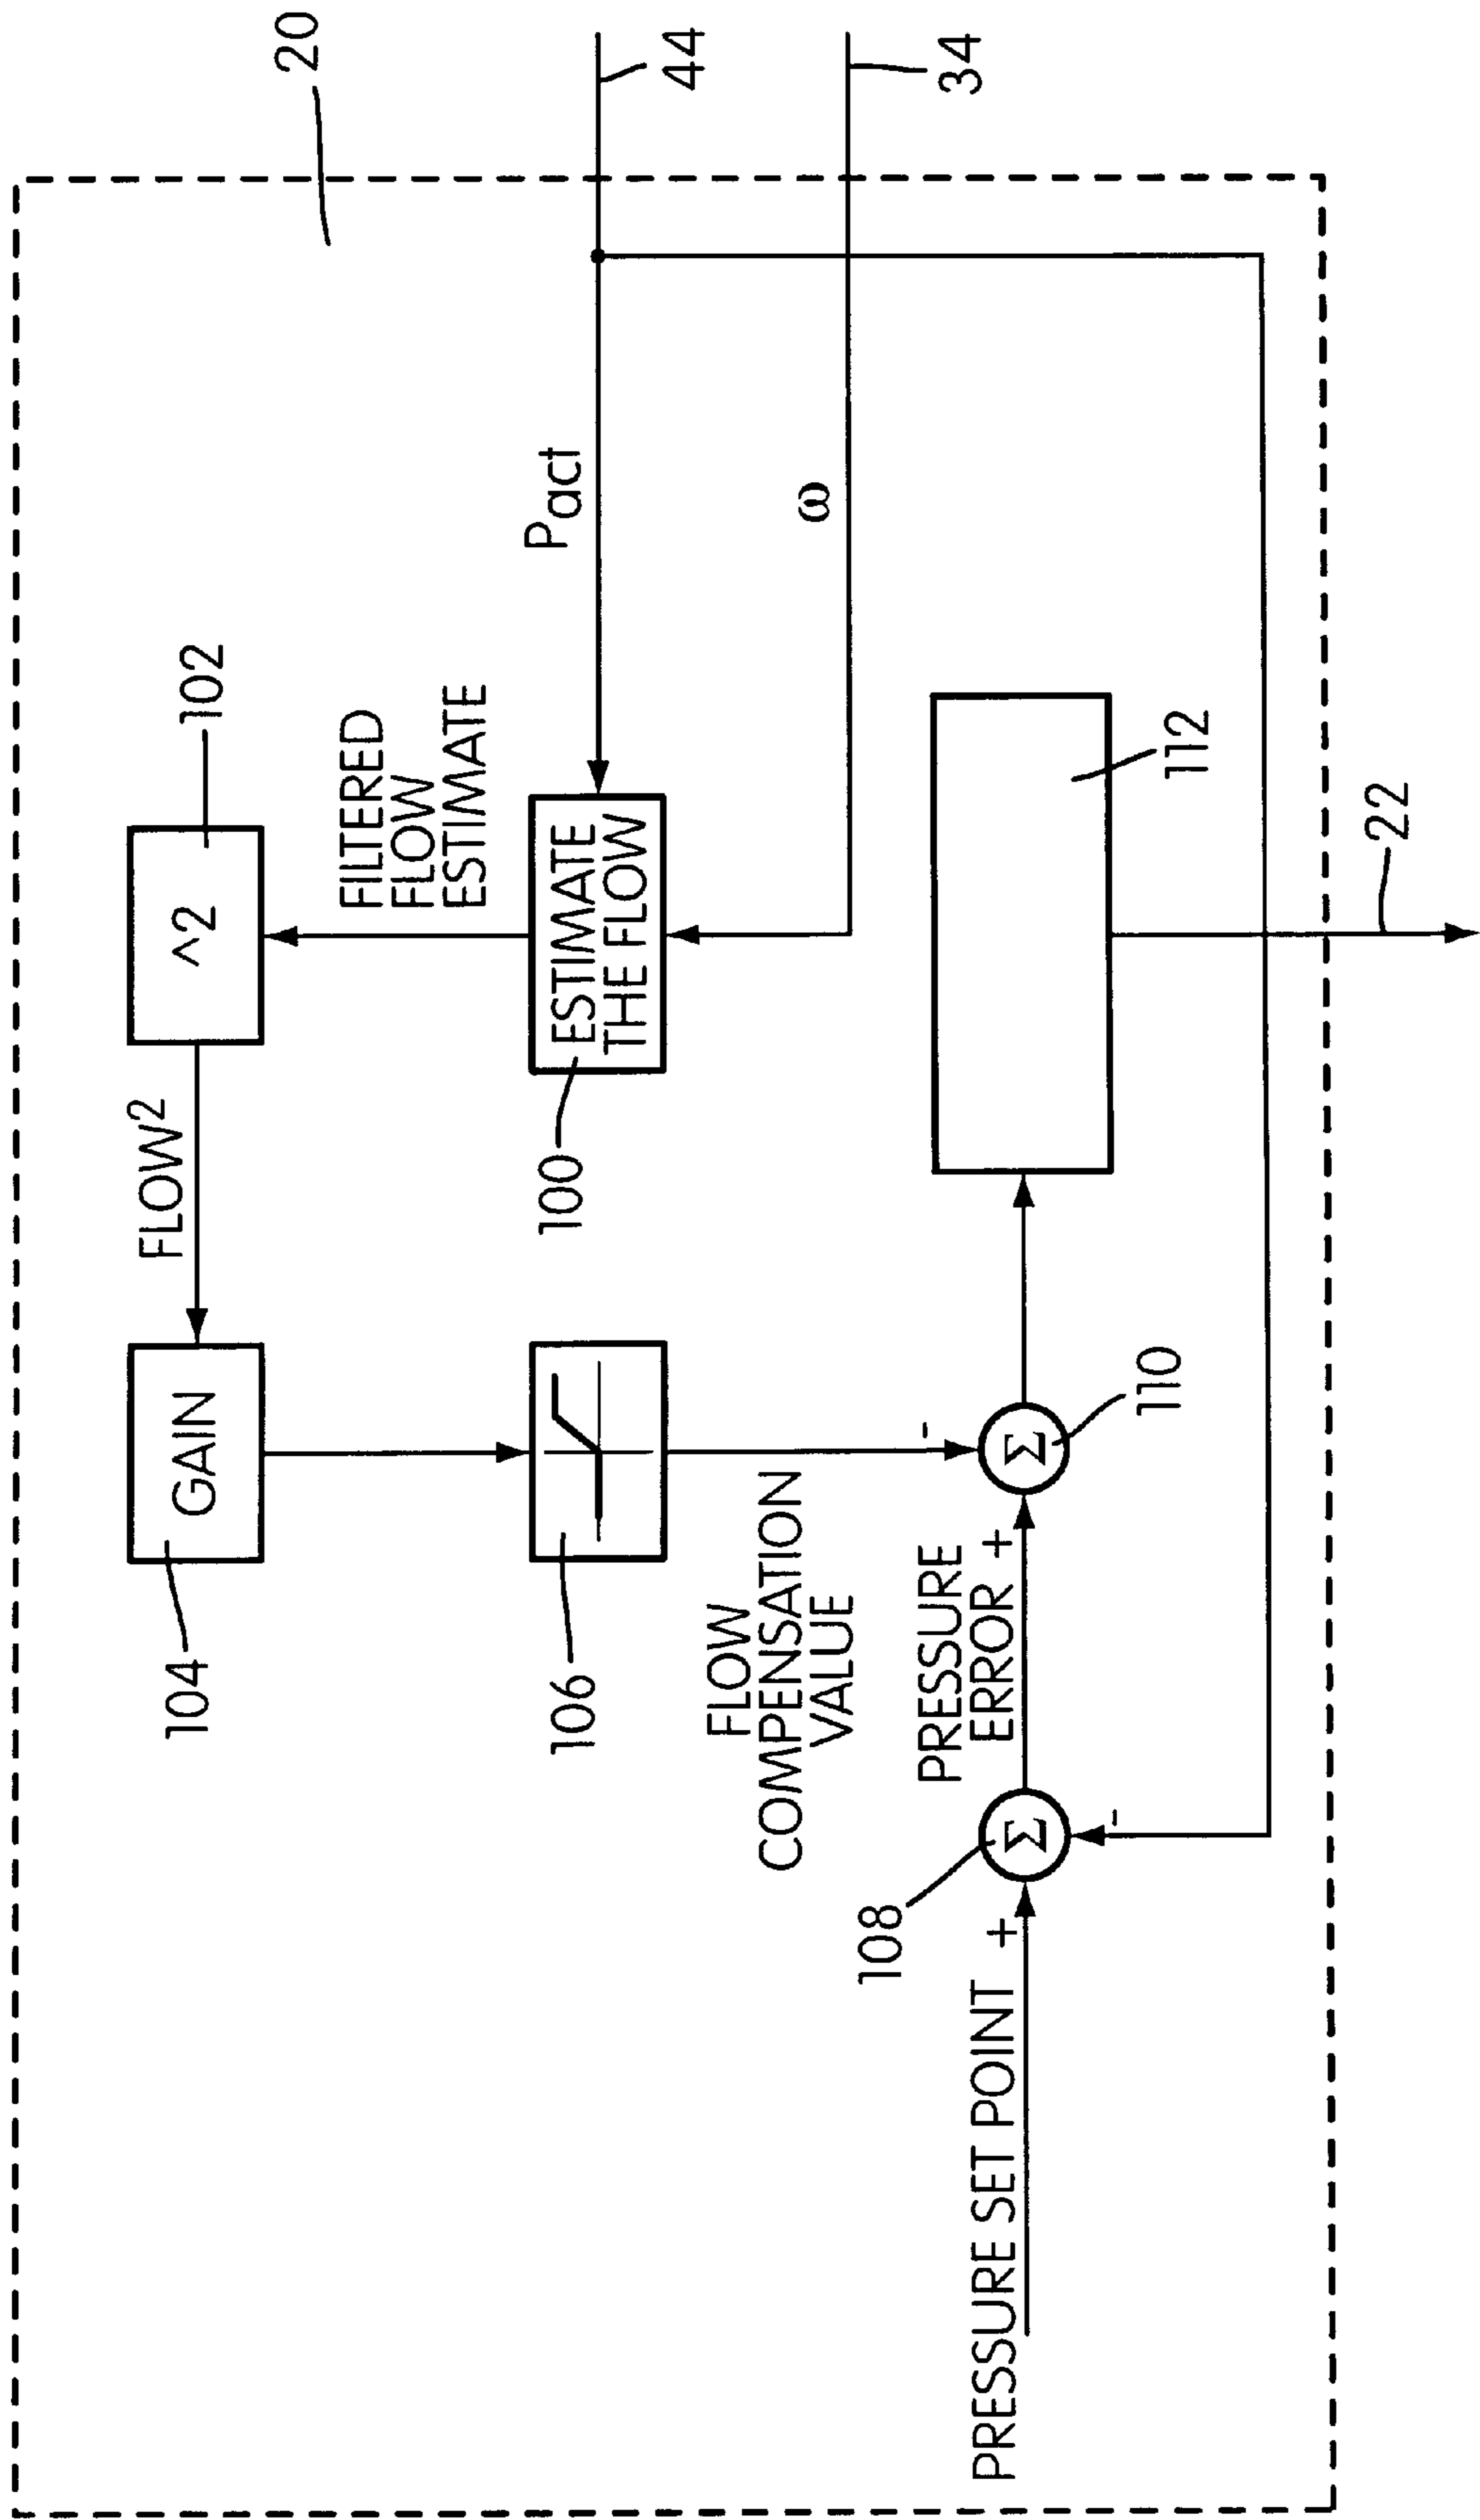 20
44
34
102
^2
FILTERED
FLOW
ESTIMATE
Pact
ω
FLOW²
ESTIMATE
THE FLOW
100
GAIN
104
106
FLOW
COMPENSATION
VALUE
-
112
22
110
Σ
PRESSURE
ERROR +
108
Σ
-
PRESSURE SET POINT +